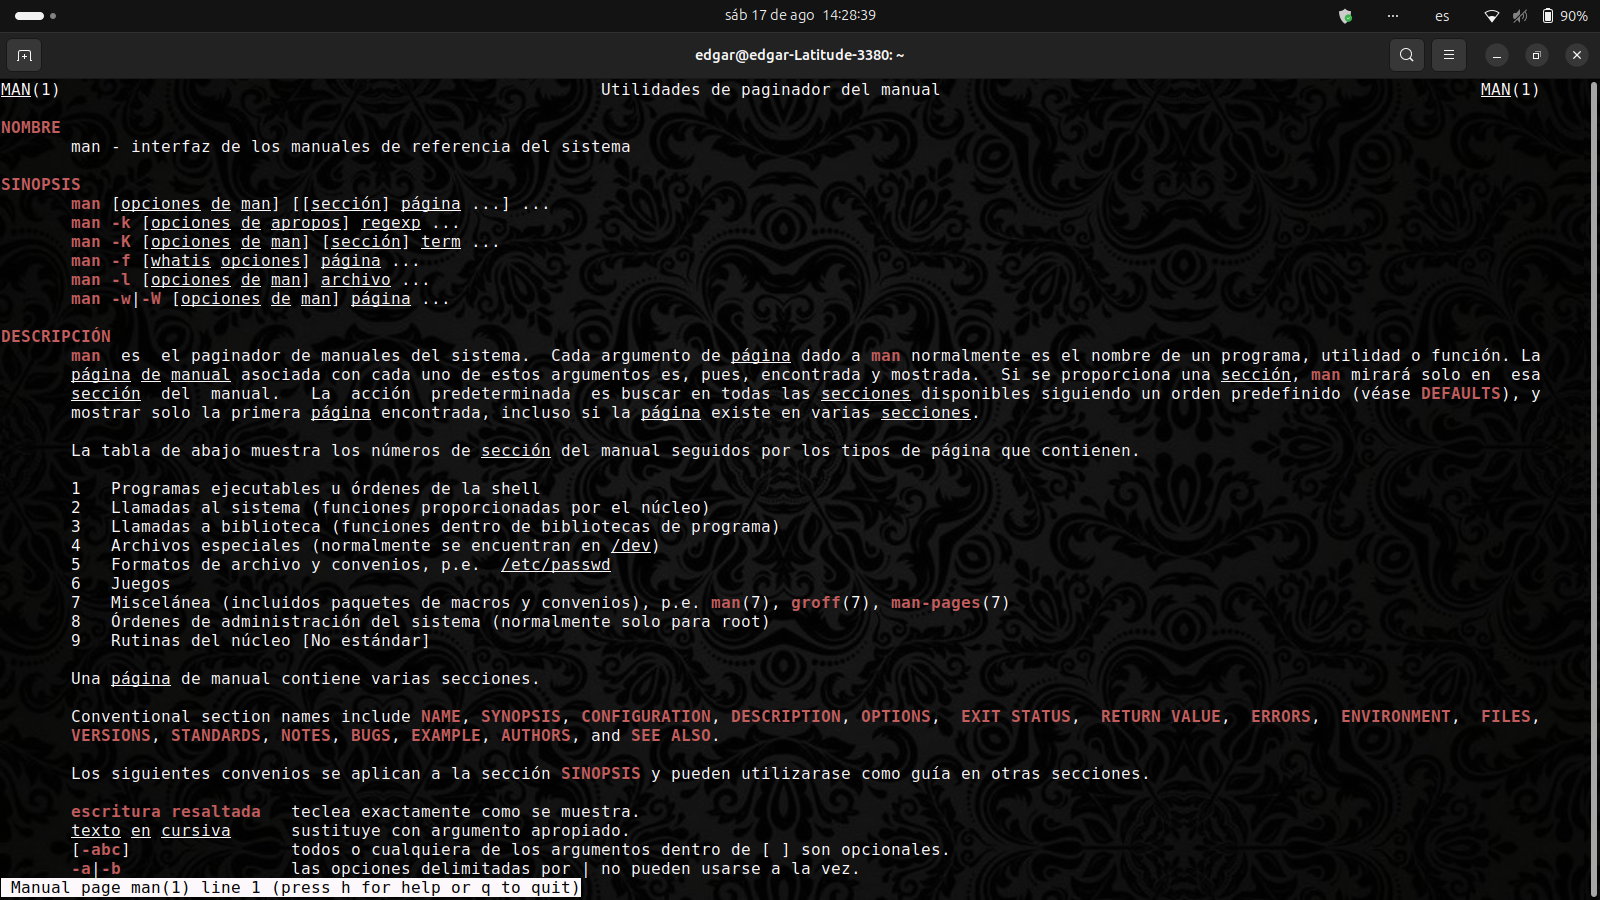 sáb 17 de ago  14:28:39
es
90%
edgar@edgar-Latitude-3380: ~
MAN(1) Utilidades de paginador del manual MAN(1)
NOMBRE
man - interfaz de los manuales de referencia del sistema
SINOPSIS
man [opciones de man] [[sección] página ...] ...
man -k [opciones de apropos] regexp ...
man -K [opciones de man] [sección] term ...
man -f [whatis opciones] página ...
man -l [opciones de man] archivo ...
man -w|-W [opciones de man] página ...
DESCRIPCIÓN
man  es  el paginador de manuales del sistema.  Cada argumento de página dado a man normalmente es el nombre de un programa, utilidad o función. La
página de manual asociada con cada uno de estos argumentos es, pues, encontrada y mostrada.  Si se proporciona una sección, man mirará solo en  esa
sección  del  manual.   La  acción  predeterminada  es buscar en todas las secciones disponibles siguiendo un orden predefinido (véase DEFAULTS), y
mostrar solo la primera página encontrada, incluso si la página existe en varias secciones.
La tabla de abajo muestra los números de sección del manual seguidos por los tipos de página que contienen.
1   Programas ejecutables u órdenes de la shell
2   Llamadas al sistema (funciones proporcionadas por el núcleo)
3   Llamadas a biblioteca (funciones dentro de bibliotecas de programa)
4   Archivos especiales (normalmente se encuentran en /dev)
5   Formatos de archivo y convenios, p.e.  /etc/passwd
6   Juegos
7   Miscelánea (incluidos paquetes de macros y convenios), p.e. man(7), groff(7), man-pages(7)
8   Órdenes de administración del sistema (normalmente solo para root)
9   Rutinas del núcleo [No estándar]
Una página de manual contiene varias secciones.
Conventional section names include NAME, SYNOPSIS, CONFIGURATION, DESCRIPTION, OPTIONS,  EXIT STATUS,  RETURN VALUE,  ERRORS,  ENVIRONMENT,  FILES,
VERSIONS, STANDARDS, NOTES, BUGS, EXAMPLE, AUTHORS, and SEE ALSO.
Los siguientes convenios se aplican a la sección SINOPSIS y pueden utilizarase como guía en otras secciones.
escritura resaltada   teclea exactamente como se muestra.
texto en cursiva      sustituye con argumento apropiado.
[-abc]                todos o cualquiera de los argumentos dentro de [ ] son opcionales.
-a|-b                 las opciones delimitadas por | no pueden usarse a la vez.
Manual page man(1) line 1 (press h for help or q to quit)